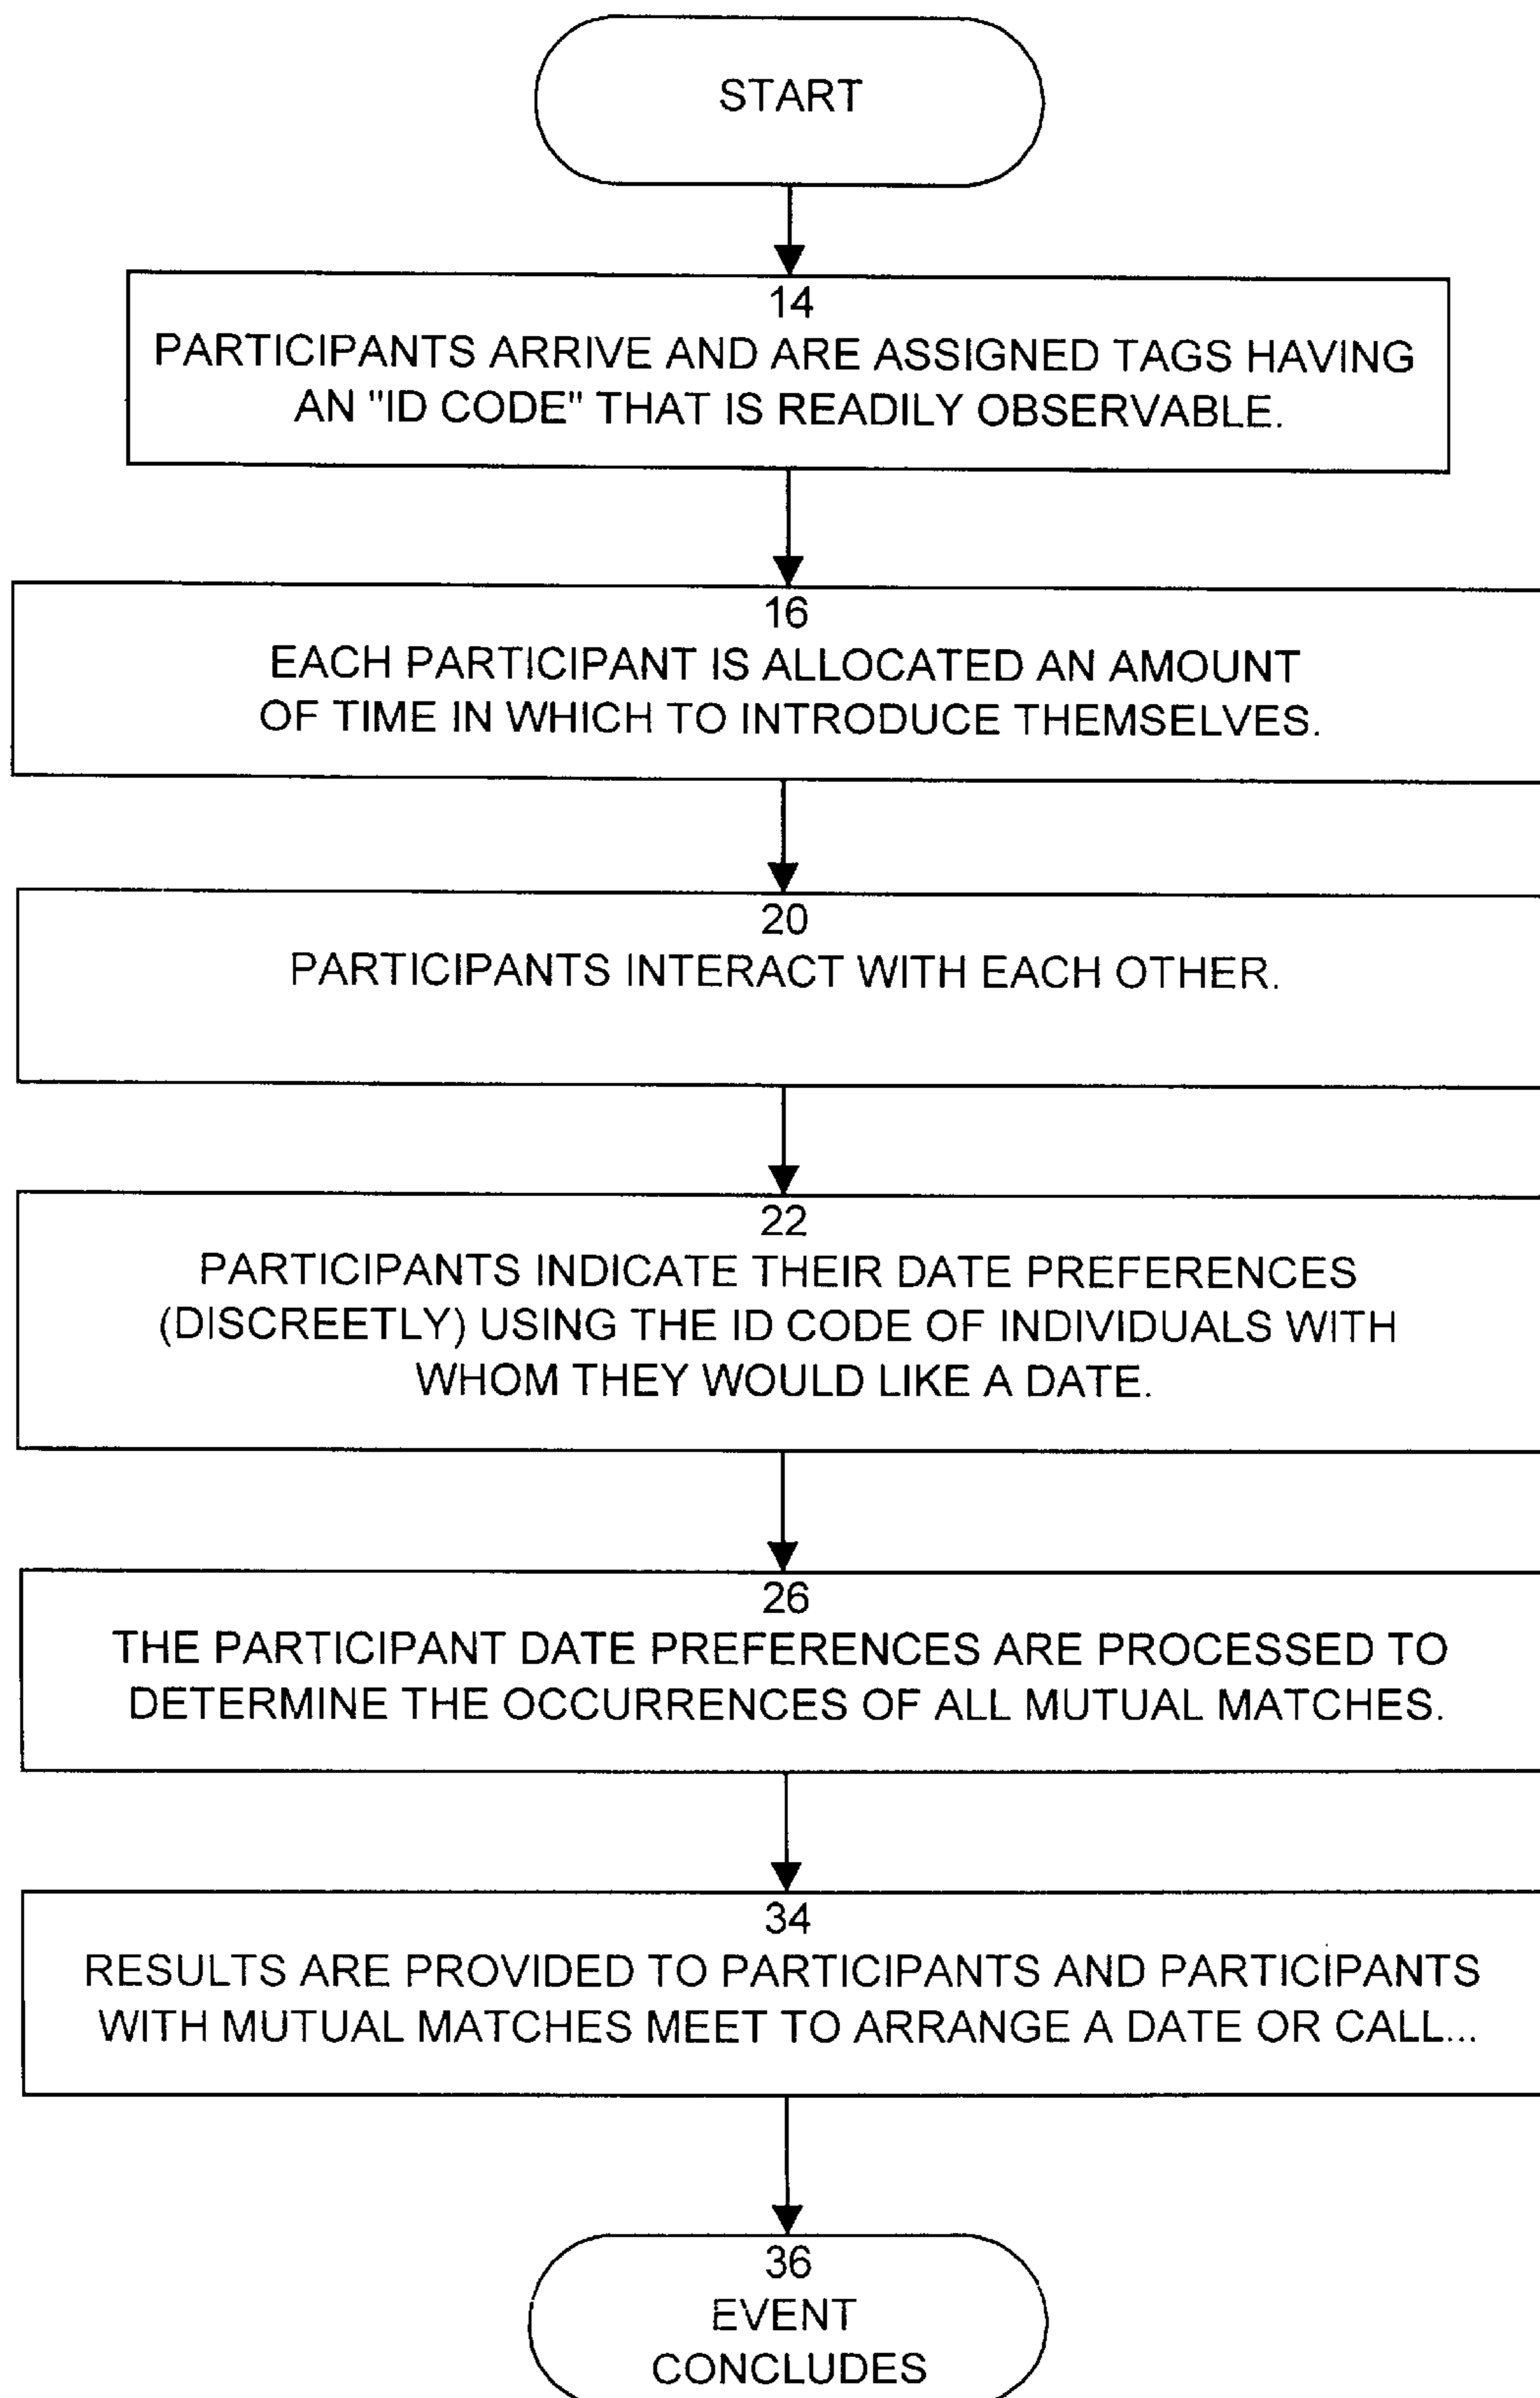 START
14
PARTICIPANTS ARRIVE AND ARE ASSIGNED TAGS HAVING
AN "ID CODE" THAT IS READILY OBSERVABLE.
16
EACH PARTICIPANT IS ALLOCATED AN AMOUNT
OF TIME IN WHICH TO INTRODUCE THEMSELVES.
20
PARTICIPANTS INTERACT WITH EACH OTHER.
22
PARTICIPANTS INDICATE THEIR DATE PREFERENCES
(DISCREETLY) USING THE ID CODE OF INDIVIDUALS WITH
WHOM THEY WOULD LIKE A DATE.
26
THE PARTICIPANT DATE PREFERENCES ARE PROCESSED TO
DETERMINE THE OCCURRENCES OF ALL MUTUAL MATCHES.
34
RESULTS ARE PROVIDED TO PARTICIPANTS AND PARTICIPANTS
WITH MUTUAL MATCHES MEET TO ARRANGE A DATE OR CALL...
36
EVENT
CONCLUDES